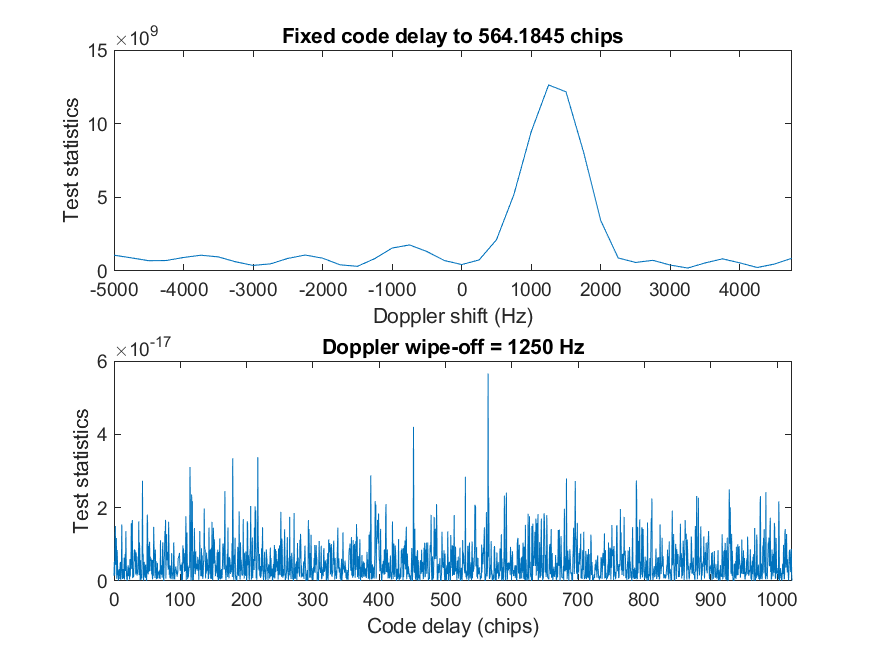 Fixed code delay to 564.1845 chips
×10^9
15
10
5
0
Test statistics
-5000 -4000 -3000 -2000 -1000 0 1000 2000 3000 4000
Doppler shift (Hz)
Doppler wipe-off = 1250 Hz
×10^-17
6
4
2
0
Test statistics
0 100 200 300 400 500 600 700 800 900 1000
Code delay (chips)